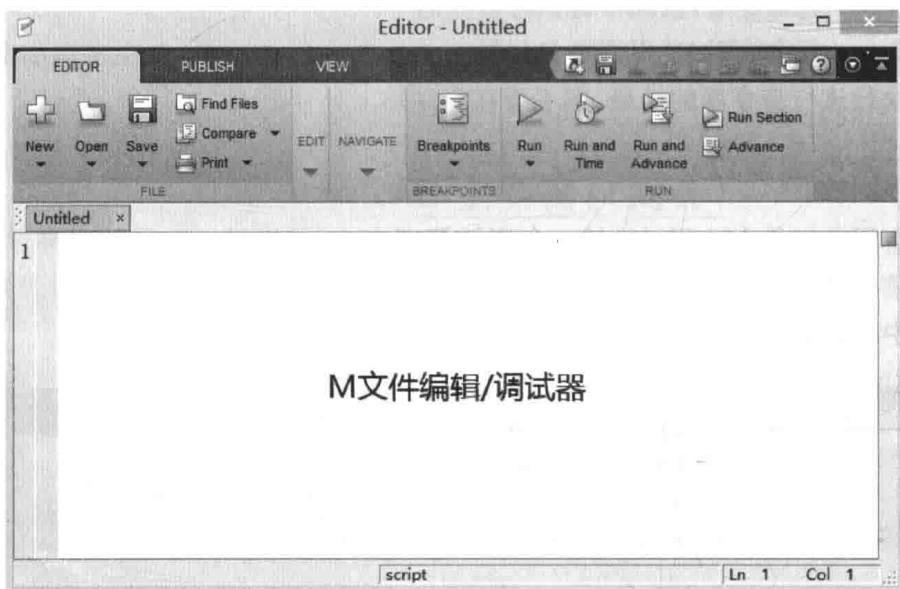 Editor - Untitled
EDITOR PUBLISH VIEW
New
Open
Save
Find Files
Compare
Print
FILE
EDIT
NAVIGATE
Breakpoints
BREAKPOINTS
Run
Run and Time
Run and Advance
Run Section
Advance
RUN
Untitled ×
1
M文件编辑/调试器
script
Ln 1 Col 1